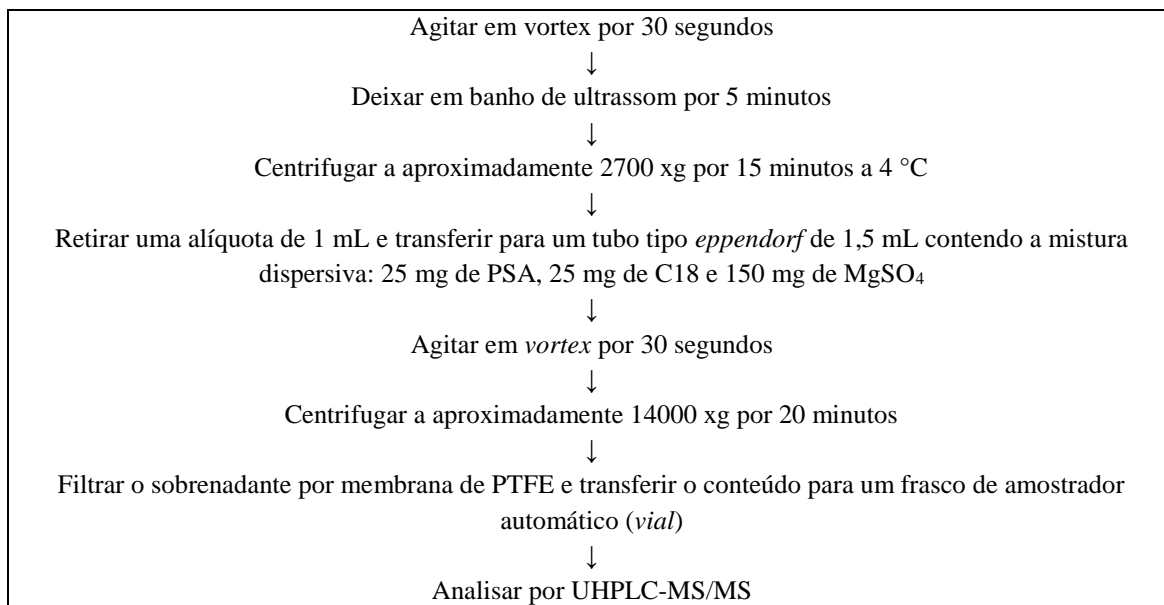 Agitar em vortex por 30 segundos
↓
Deixar em banho de ultrassom por 5 minutos
↓
Centrifugar a aproximadamente 2700 xg por 15 minutos a 4 °C
↓
Retirar uma alíquota de 1 mL e transferir para um tubo tipo eppendorf de 1,5 mL contendo a mistura
dispersiva: 25 mg de PSA, 25 mg de C18 e 150 mg de MgSO₄
↓
Agitar em vortex por 30 segundos
↓
Centrifugar a aproximadamente 14000 xg por 20 minutos
↓
Filtrar o sobrenadante por membrana de PTFE e transferir o conteúdo para um frasco de amostrador
automático (vial)
↓
Analisar por UHPLC-MS/MS